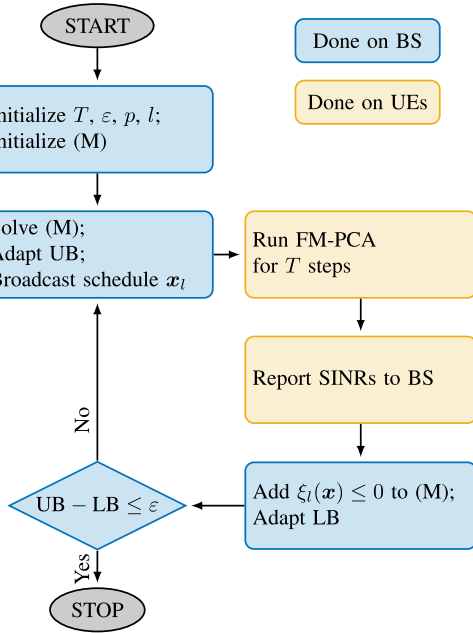 START
Done on BS
Done on UEs
nitialize T, ε, p, l;
nitialize (M)
olve (M);
Adapt UB;
Broadcast schedule x_l
Run FM-PCA
for T steps
Report SINRs to BS
Add ξ_l(x) ≤ 0 to (M);
Adapt LB
No
UB − LB ≤ ε
Yes
STOP